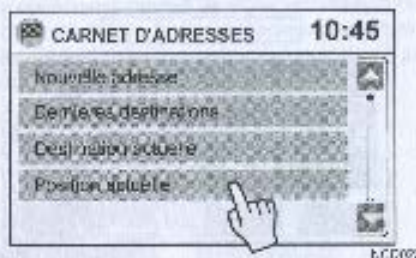 CARNET D'ADRESSES 10:45
Nouvelle adresse
Dernières destinations
Destination actuelle
Position actuelle